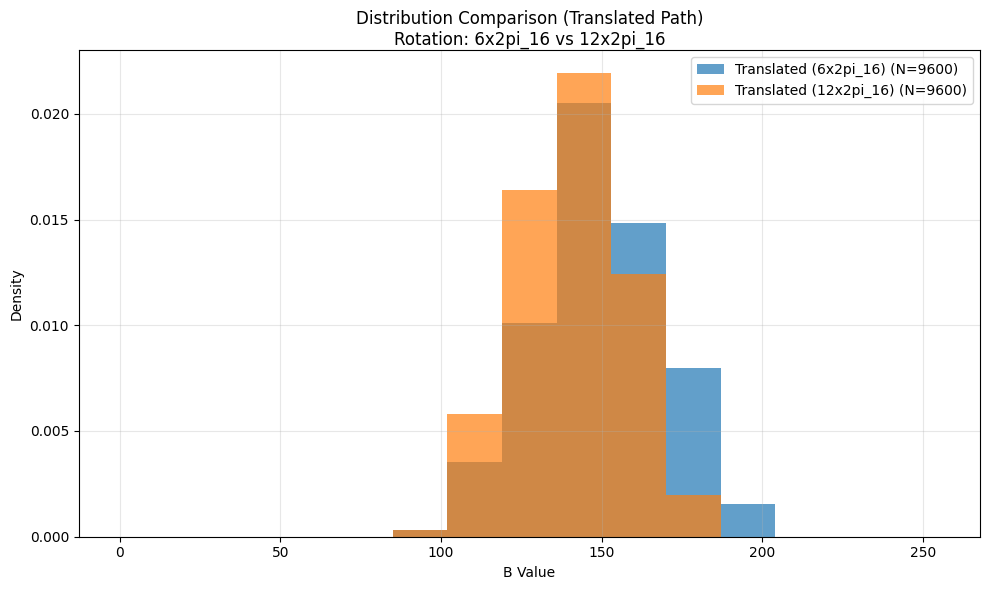 Distribution Comparison (Translated Path)
Rotation: 6x2pi_16 vs 12x2pi_16
Translated (6x2pi_16) (N=9600)
Translated (12x2pi_16) (N=9600)
Density
0.020
0.015
0.010
0.005
0.000
0 50 100 150 200 250
B Value